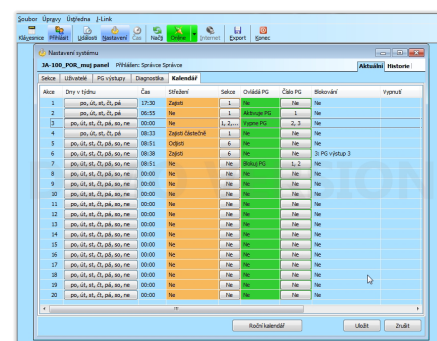 Soubor Úpravy Ústředna J-Link
Klávesnice Přihlásit Události Nastavení Čas Načti Online Internet Export Konec
Nastavení systému
JA-100_POR_muj panel Přihlášen: Správce Správce Aktuální Historie
Sekce Uživatelé PG výstupy Diagnostika Kalendář
Akce Dny v týdnu Čas Střežení Sekce Ovládá PG Číslo PG Blokování Vypnutí
1 po, út, st, čt, pá 17:30 Zajisti 1 Ne Ne Ne
2 po, út, st, čt, pá 06:55 Ne 1 Aktivuje PG 1 Ne
3 po, út, st, čt, pá, so, ne 00:00 Ne 1, 2,... Vypne PG 2, 3 Ne
4 po, út, st, čt, pá 08:33 Zajisti částečně 1 Ne Ne Ne
5 po, út, st, čt, pá, so, ne 08:51 Odjisti 6 Ne Ne Ne
6 po, út, st, čt, pá, so, ne 08:38 Zajisti 6 Ne Ne 3: PG výstup 3
7 po, út, st, čt, pá, so, ne 08:51 Ne Ne Blokuj PG 1, 2 Ne
8 po, út, st, čt, pá, so, ne 00:00 Ne Ne Ne Ne Ne
9 po, út, st, čt, pá, so, ne 00:00 Ne Ne Ne Ne Ne
10 po, út, st, čt, pá, so, ne 00:00 Ne Ne Ne Ne Ne
11 po, út, st, čt, pá, so, ne 00:00 Ne Ne Ne Ne Ne
12 po, út, st, čt, pá, so, ne 00:00 Ne Ne Ne Ne Ne
13 po, út, st, čt, pá, so, ne 00:00 Ne Ne Ne Ne Ne
14 po, út, st, čt, pá, so, ne 00:00 Ne Ne Ne Ne Ne
15 po, út, st, čt, pá, so, ne 00:00 Ne Ne Ne Ne Ne
16 po, út, st, čt, pá, so, ne 00:00 Ne Ne Ne Ne Ne
17 po, út, st, čt, pá, so, ne 00:00 Ne Ne Ne Ne Ne
18 po, út, st, čt, pá, so, ne 00:00 Ne Ne Ne Ne Ne
19 po, út, st, čt, pá, so, ne 00:00 Ne Ne Ne Ne Ne
20 po, út, st, čt, pá, so, ne 00:00 Ne Ne Ne Ne Ne
Roční kalendář Uložit Zrušit